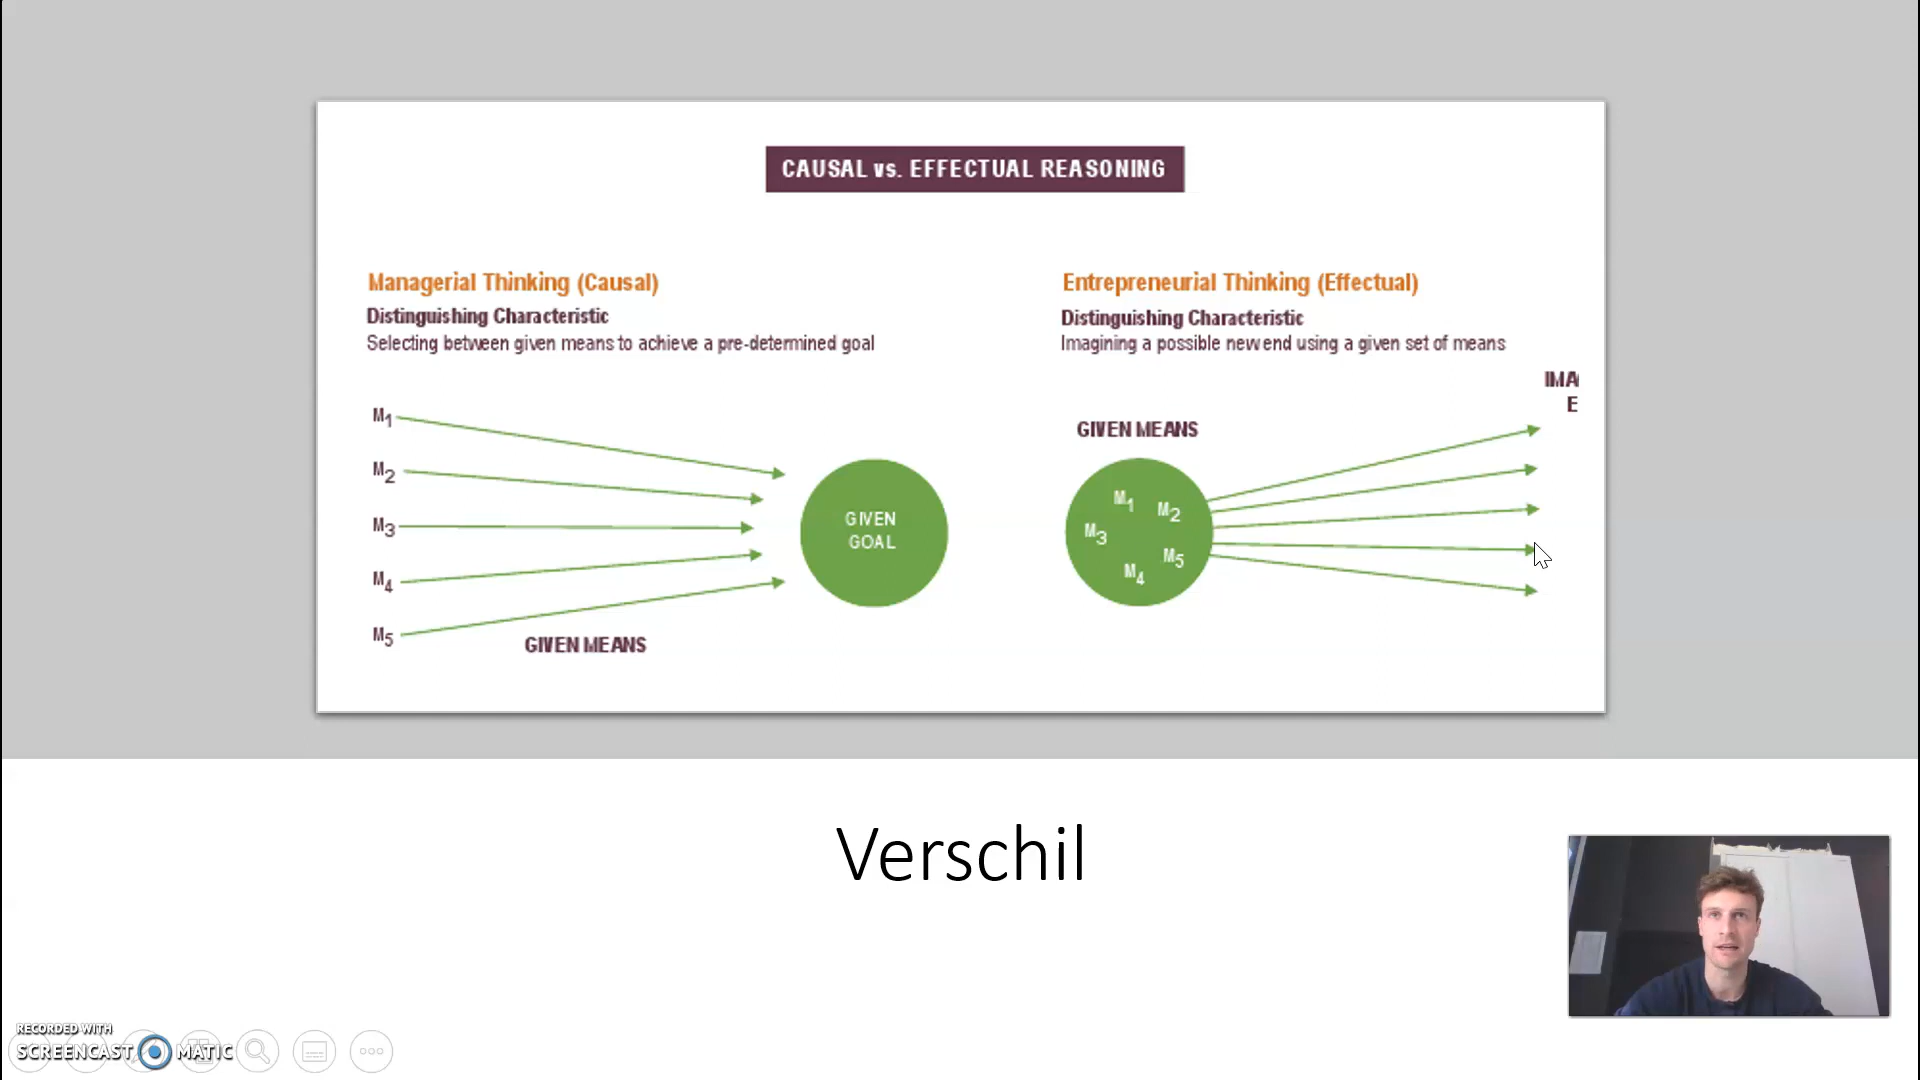 CAUSAL vs. EFFECTUAL REASONING
Managerial Thinking (Causal)
Distinguishing Characteristic
Selecting between given means to achieve a pre-determined goal
M1
M2
M3
M4
M5
GIVEN MEANS
GIVEN
GOAL
Entrepreneurial Thinking (Effectual)
Distinguishing Characteristic
Imagining a possible new end using a given set of means
IMA
E
GIVEN MEANS
M1
M2
M3
M5
M4
Verschil
RECORDED WITH
SCREENCAST MATIC